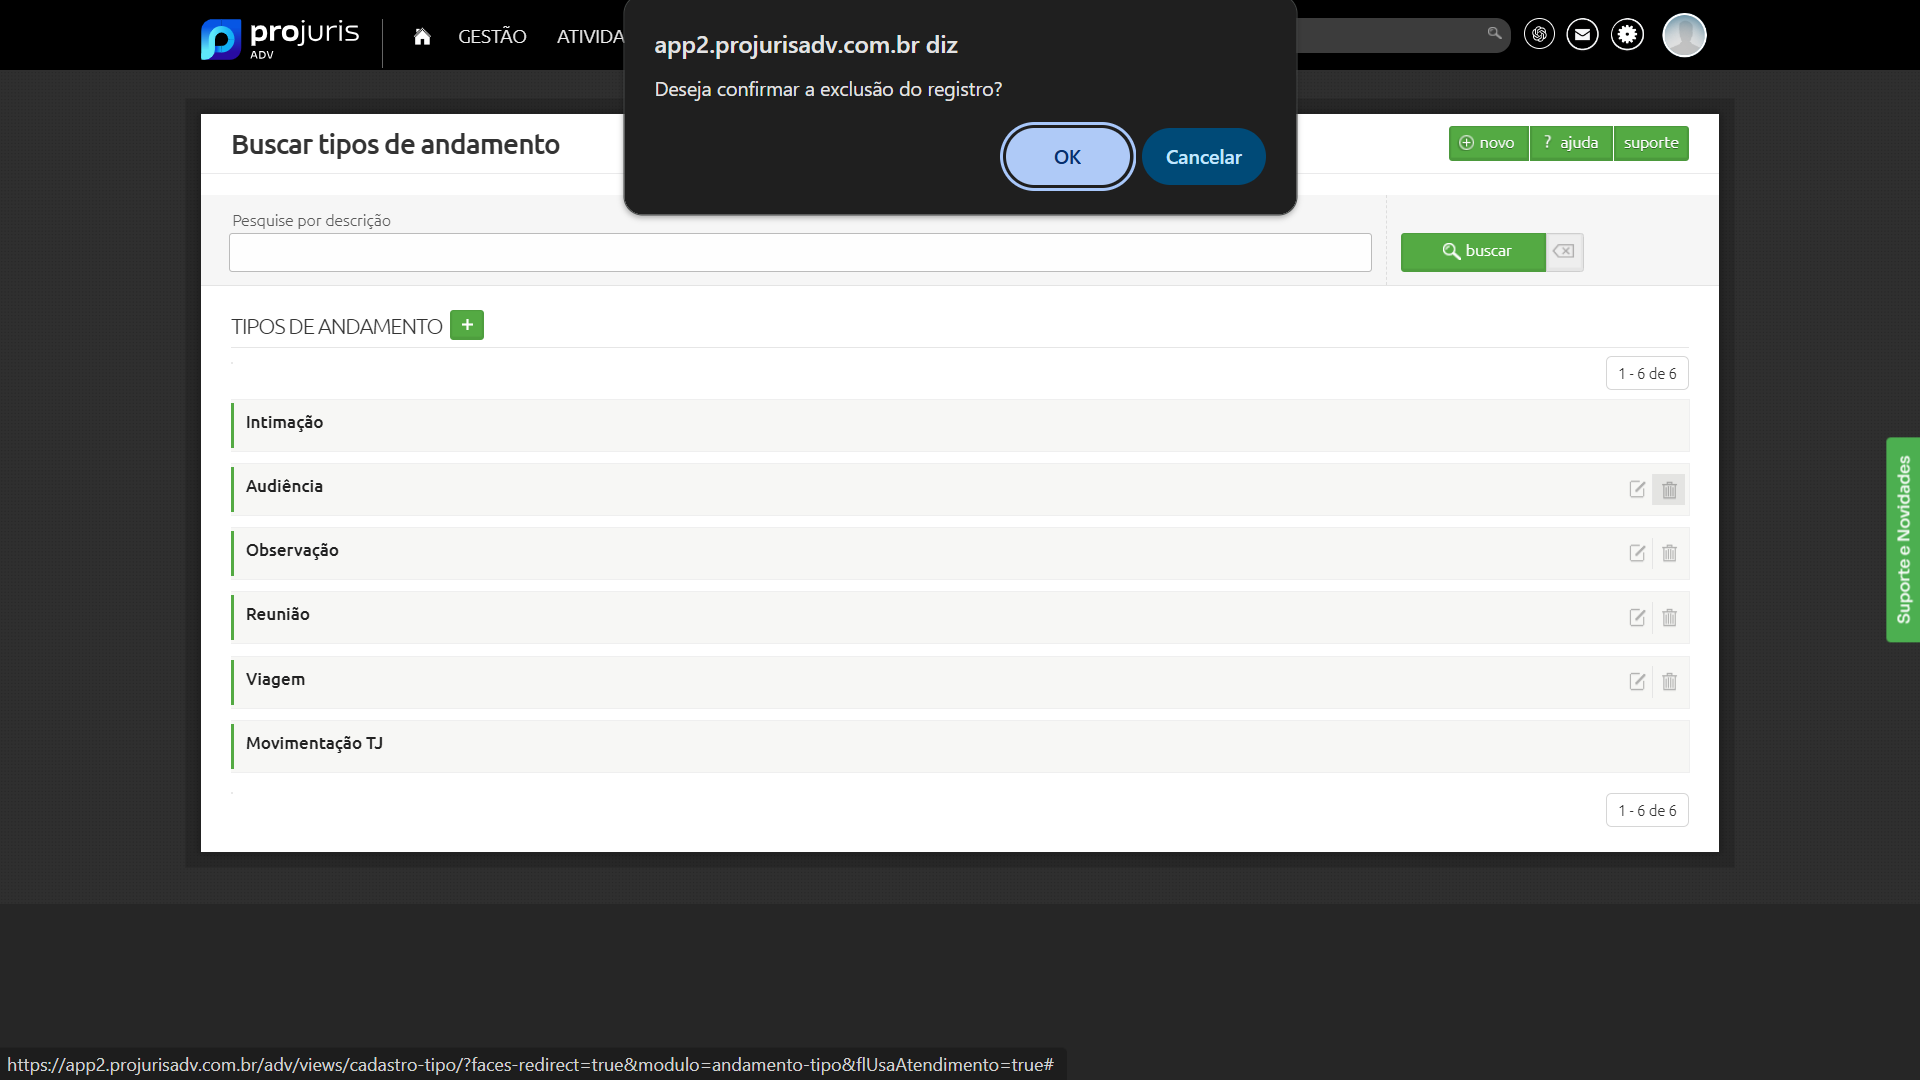 projuris
ADV
GESTÃO
ATIVIDA
app2.projurisadv.com.br diz
Deseja confirmar a exclusão do registro?
OK
Cancelar
Buscar tipos de andamento
novo
? ajuda
suporte
Pesquise por descrição
buscar
TIPOS DE ANDAMENTO +
1 - 6 de 6
Intimação
Audiência
Observação
Reunião
Viagem
Movimentação TJ
1 - 6 de 6
Suporte e Novidades
https://app2.projurisadv.com.br/adv/views/cadastro-tipo/?faces-redirect=true&modulo=andamento-tipo&flUsaAtendimento=true#